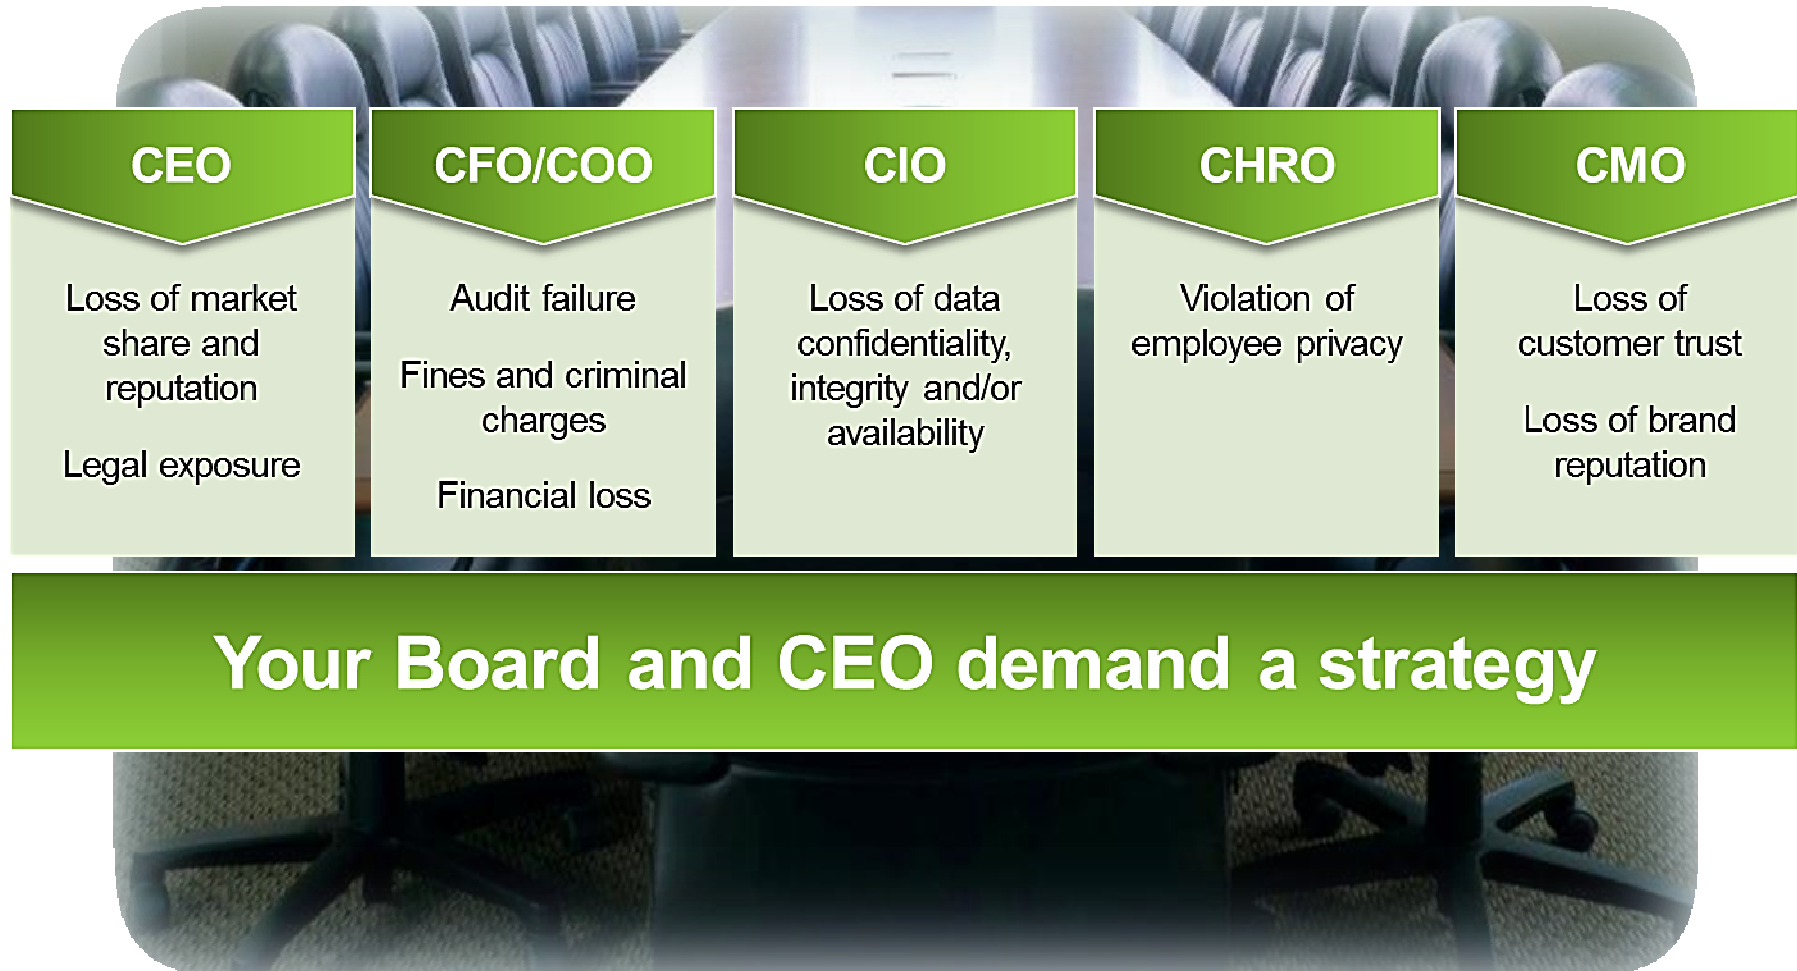 CEO
Loss of market
share and
reputation
Legal exposure
CFO/COO
Audit failure
Fines and criminal
charges
Financial loss
CIO
Loss of data
confidentiality,
integrity and/or
availability
CHRO
Violation of
employee privacy
CMO
Loss of
customer trust
Loss of brand
reputation
Your Board and CEO demand a strategy